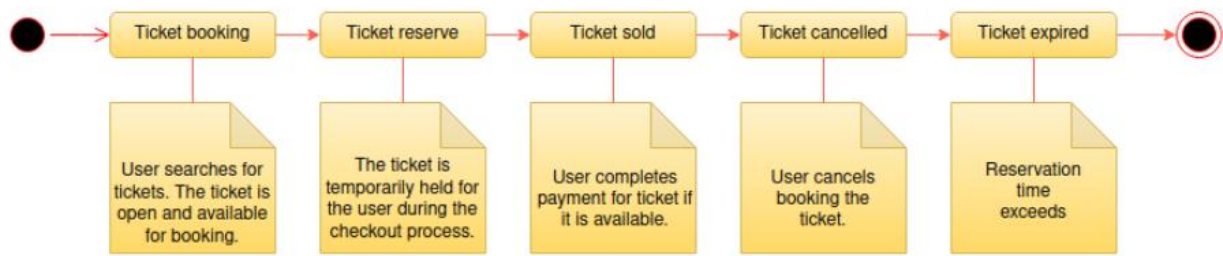 Ticket booking
Ticket reserve
Ticket sold
Ticket cancelled
Ticket expired
User searches for
tickets. The ticket is
open and available
for booking.
The ticket is
temporarily held for
the user during the
checkout process.
User completes
payment for ticket if
it is available.
User cancels
booking the
ticket.
Reservation
time
exceeds